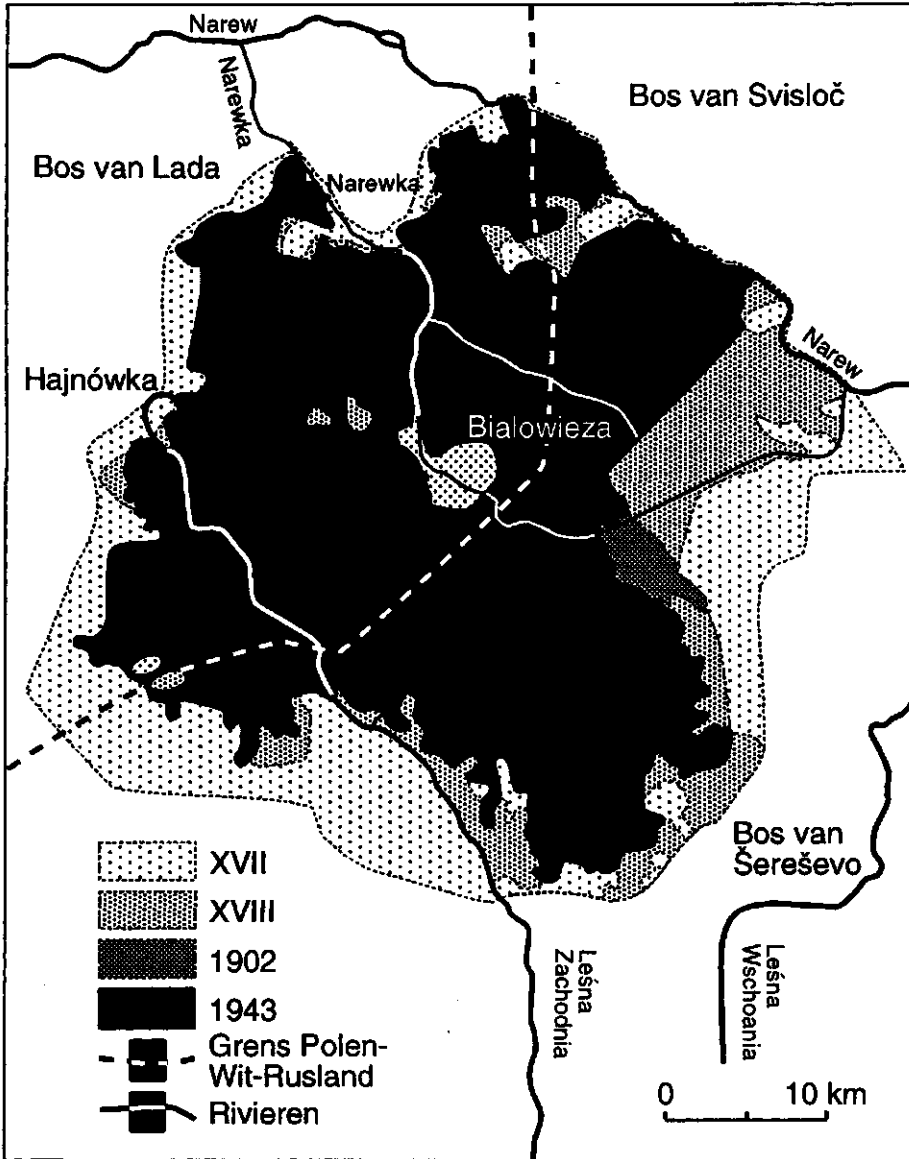 Narew
Narewka
Bos van Svisloč
Bos van Lada
Narewka
Narew
Hajnówka
Bialowieza
XVII
XVIII
1902
1943
Grens Polen-
Wit-Rusland
Rivieren
Bos van
Šereševo
Leśna
Zachodnia
Leśna
Wschoania
0 10 km